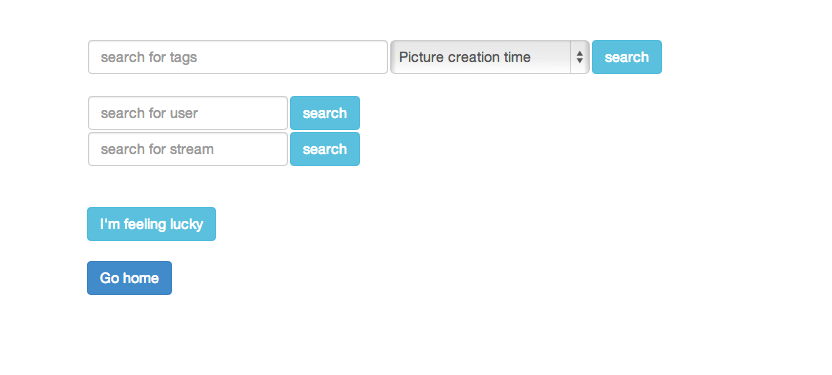 search for tags Picture creation time search
search for user search
search for stream search
I'm feeling lucky
Go home